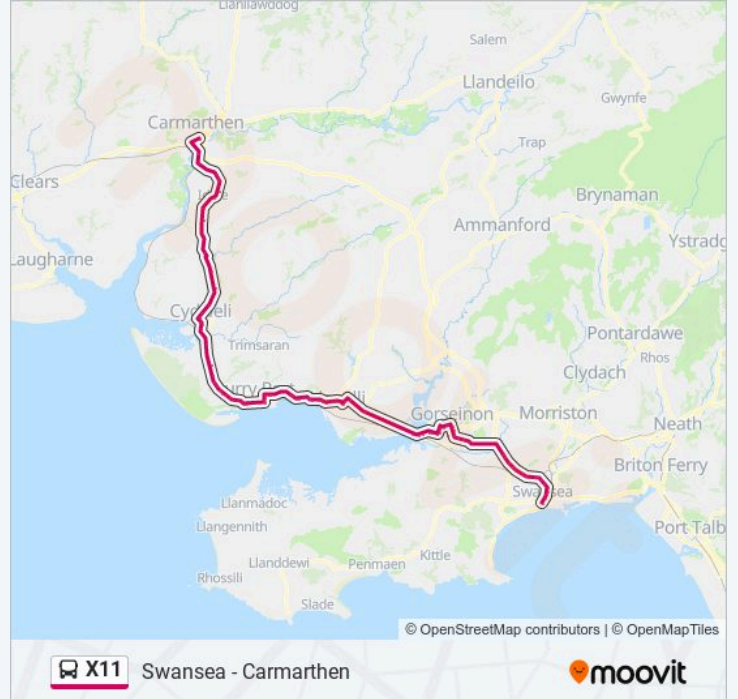 Llanllawddog
Salem
Llandeilo
Gwynfe
Carmarthen
Trap
Clears
Brynaman
Ammanford
Ystradg
Laugharne
Trimsaran
Pontardawe
Rhos
Clydach
Gorseinon
Morriston
Neath
Briton Ferry
Swansea
Llanmadoc
Llangennith
Port Talb
Kittle
Llanddewi
Penmaen
Rhossili
Slade
© OpenStreetMap contributors | © OpenMapTiles
X11 Swansea - Carmarthen
moovit